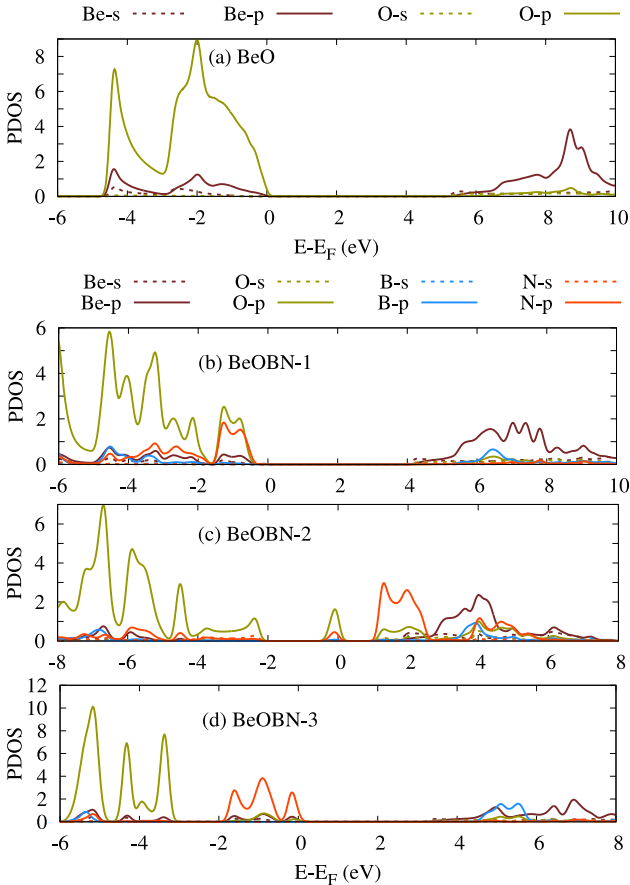 Be-s Be-p O-s O-p
8
6
4
2
0
PDOS
(a) BeO
-6 -4 -2 0 2 4 6 8 10
E-E_F (eV)
Be-s O-s B-s N-s
Be-p O-p B-p N-p
6
4
2
0
PDOS
(b) BeOBN-1
-6 -4 -2 0 2 4 6 8 10
6
4
2
0
PDOS
(c) BeOBN-2
-8 -6 -4 -2 0 2 4 6 8
12
10
8
6
4
2
0
PDOS
(d) BeOBN-3
-6 -4 -2 0 2 4 6 8
E-E_F (eV)